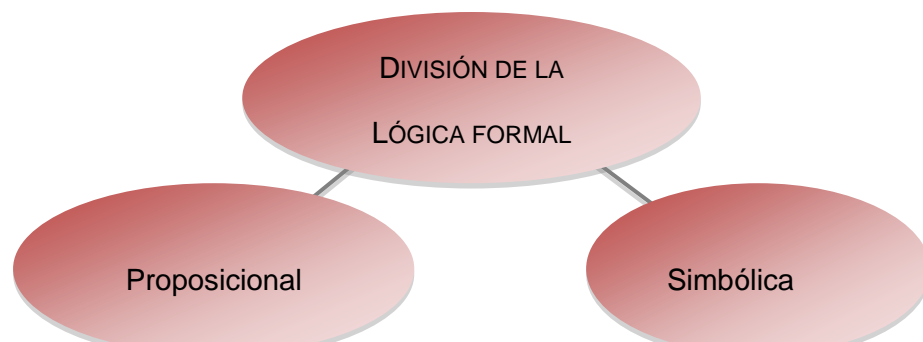 DIVISIÓN DE LA
LÓGICA FORMAL
Proposicional
Simbólica